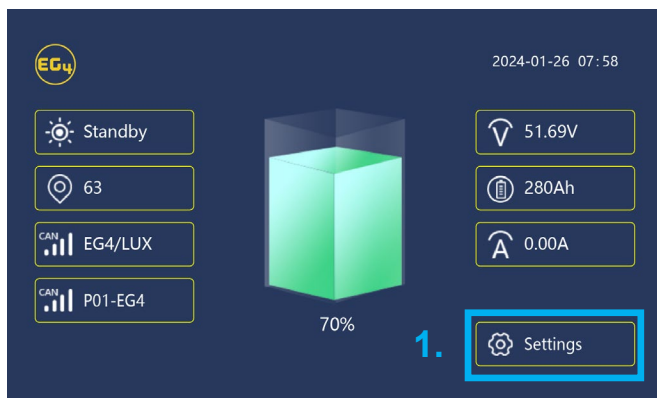 EG4
2024-01-26 07:58
Standby
63
CAN EG4/LUX
CAN P01-EG4
70%
51.69V
280Ah
0.00A
1. Settings